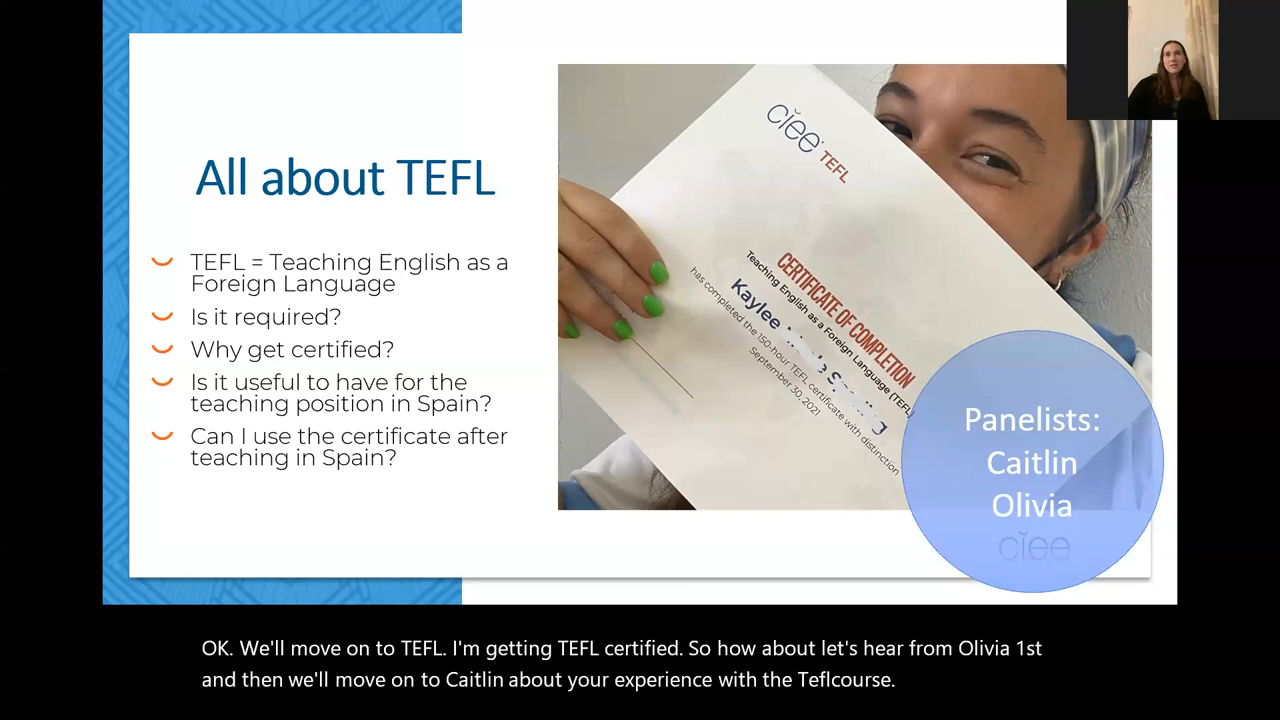 All about TEFL
TEFL = Teaching English as a
Foreign Language
Is it required?
Why get certified?
Is it useful to have for the
teaching position in Spain?
Can I use the certificate after
teaching in Spain?
ciee TEFL
CERTIFICATE OF COMPLETION
Teaching English as a Foreign Language (TEFL
Kaylee
has completed the 150-hour TEFL certificate with distinction
September 30, 2021
Panelists:
Caitlin
Olivia
ciee
OK. We'll move on to TEFL. I'm getting TEFL certified. So how about let's hear from Olivia 1st
and then we'll move on to Caitlin about your experience with the Teflcourse.